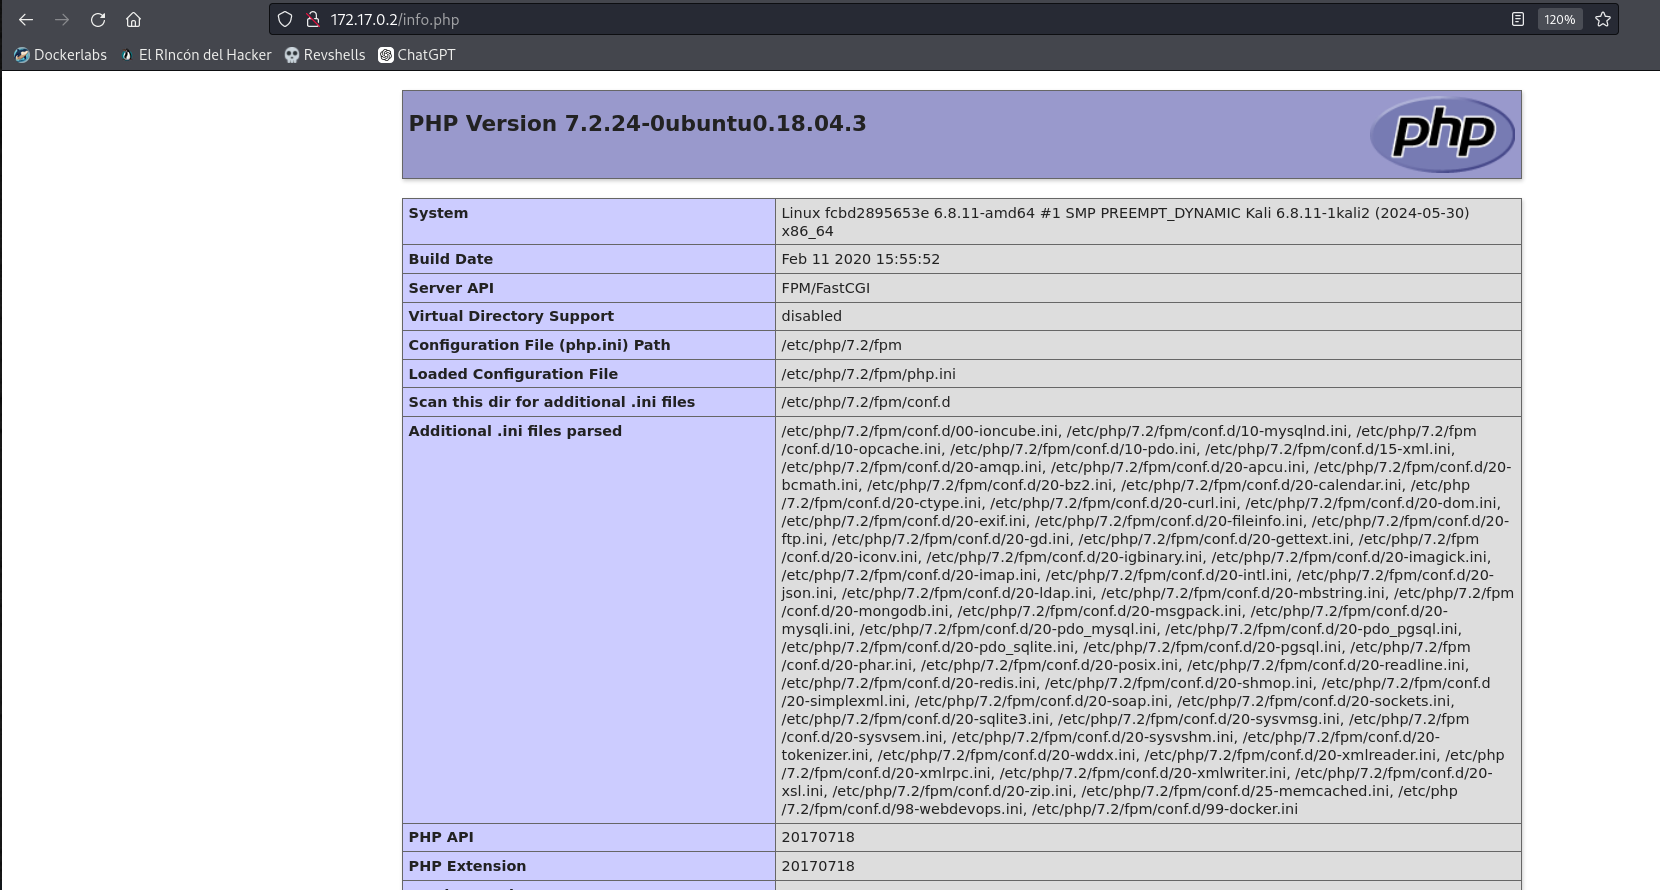 172.17.0.2/info.php
120%
Dockerlabs
El RIncón del Hacker
Revshells
ChatGPT
PHP Version 7.2.24-0ubuntu0.18.04.3
php
System
Linux fcbd2895653e 6.8.11-amd64 #1 SMP PREEMPT_DYNAMIC Kali 6.8.11-1kali2 (2024-05-30)
x86_64
Build Date
Feb 11 2020 15:55:52
Server API
FPM/FastCGI
Virtual Directory Support
disabled
Configuration File (php.ini) Path
/etc/php/7.2/fpm
Loaded Configuration File
/etc/php/7.2/fpm/php.ini
Scan this dir for additional .ini files
/etc/php/7.2/fpm/conf.d
Additional .ini files parsed
/etc/php/7.2/fpm/conf.d/00-ioncube.ini, /etc/php/7.2/fpm/conf.d/10-mysqlnd.ini, /etc/php/7.2/fpm
/conf.d/10-opcache.ini, /etc/php/7.2/fpm/conf.d/10-pdo.ini, /etc/php/7.2/fpm/conf.d/15-xml.ini,
/etc/php/7.2/fpm/conf.d/20-amqp.ini, /etc/php/7.2/fpm/conf.d/20-apcu.ini, /etc/php/7.2/fpm/conf.d/20-
bcmath.ini, /etc/php/7.2/fpm/conf.d/20-bz2.ini, /etc/php/7.2/fpm/conf.d/20-calendar.ini, /etc/php
/7.2/fpm/conf.d/20-ctype.ini, /etc/php/7.2/fpm/conf.d/20-curl.ini, /etc/php/7.2/fpm/conf.d/20-dom.ini,
/etc/php/7.2/fpm/conf.d/20-exif.ini, /etc/php/7.2/fpm/conf.d/20-fileinfo.ini, /etc/php/7.2/fpm/conf.d/20-
ftp.ini, /etc/php/7.2/fpm/conf.d/20-gd.ini, /etc/php/7.2/fpm/conf.d/20-gettext.ini, /etc/php/7.2/fpm
/conf.d/20-iconv.ini, /etc/php/7.2/fpm/conf.d/20-igbinary.ini, /etc/php/7.2/fpm/conf.d/20-imagick.ini,
/etc/php/7.2/fpm/conf.d/20-imap.ini, /etc/php/7.2/fpm/conf.d/20-intl.ini, /etc/php/7.2/fpm/conf.d/20-
json.ini, /etc/php/7.2/fpm/conf.d/20-ldap.ini, /etc/php/7.2/fpm/conf.d/20-mbstring.ini, /etc/php/7.2/fpm
/conf.d/20-mongodb.ini, /etc/php/7.2/fpm/conf.d/20-msgpack.ini, /etc/php/7.2/fpm/conf.d/20-
mysqli.ini, /etc/php/7.2/fpm/conf.d/20-pdo_mysql.ini, /etc/php/7.2/fpm/conf.d/20-pdo_pgsql.ini,
/etc/php/7.2/fpm/conf.d/20-pdo_sqlite.ini, /etc/php/7.2/fpm/conf.d/20-pgsql.ini, /etc/php/7.2/fpm
/conf.d/20-phar.ini, /etc/php/7.2/fpm/conf.d/20-posix.ini, /etc/php/7.2/fpm/conf.d/20-readline.ini,
/etc/php/7.2/fpm/conf.d/20-redis.ini, /etc/php/7.2/fpm/conf.d/20-shmop.ini, /etc/php/7.2/fpm/conf.d
/20-simplexml.ini, /etc/php/7.2/fpm/conf.d/20-soap.ini, /etc/php/7.2/fpm/conf.d/20-sockets.ini,
/etc/php/7.2/fpm/conf.d/20-sqlite3.ini, /etc/php/7.2/fpm/conf.d/20-sysvmsg.ini, /etc/php/7.2/fpm
/conf.d/20-sysvsem.ini, /etc/php/7.2/fpm/conf.d/20-sysvshm.ini, /etc/php/7.2/fpm/conf.d/20-
tokenizer.ini, /etc/php/7.2/fpm/conf.d/20-wddx.ini, /etc/php/7.2/fpm/conf.d/20-xmlreader.ini, /etc/php
/7.2/fpm/conf.d/20-xmlrpc.ini, /etc/php/7.2/fpm/conf.d/20-xmlwriter.ini, /etc/php/7.2/fpm/conf.d/20-
xsl.ini, /etc/php/7.2/fpm/conf.d/20-zip.ini, /etc/php/7.2/fpm/conf.d/25-memcached.ini, /etc/php
/7.2/fpm/conf.d/98-webdevops.ini, /etc/php/7.2/fpm/conf.d/99-docker.ini
PHP API
20170718
PHP Extension
20170718